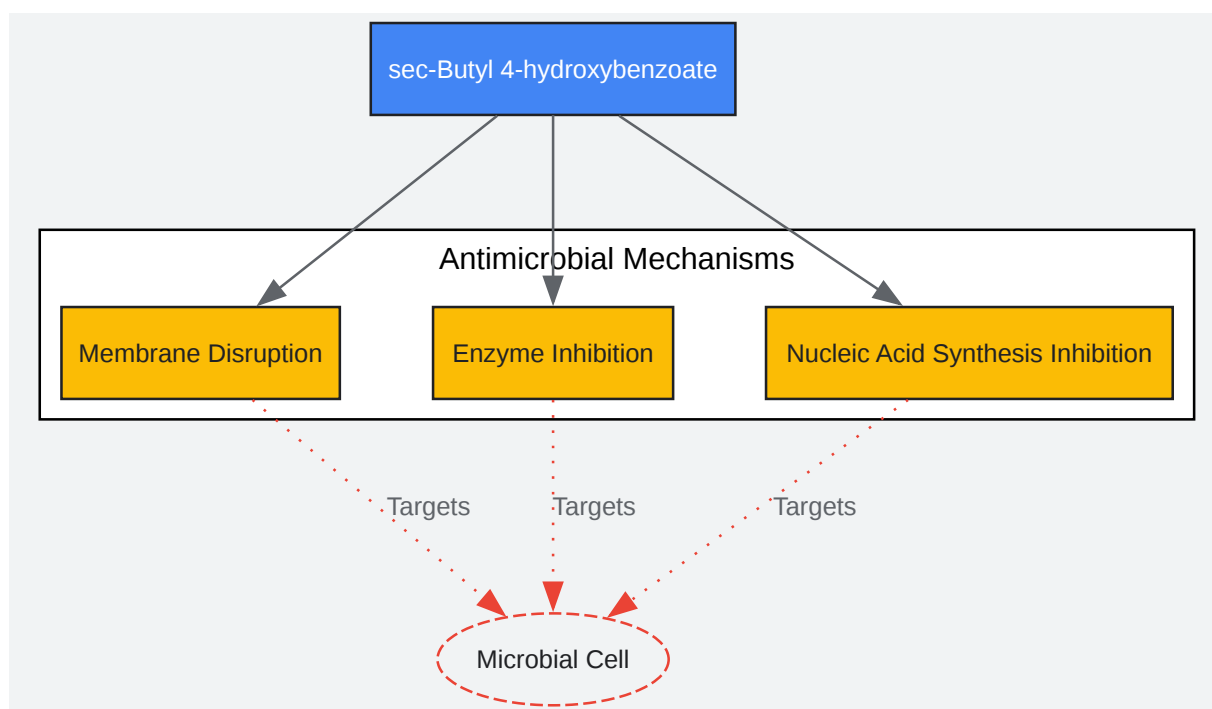 sec-Butyl 4-hydroxybenzoate
Antimicrobial Mechanisms
Membrane Disruption
Enzyme Inhibition
Nucleic Acid Synthesis Inhibition
Targets
Targets
Targets
Microbial Cell